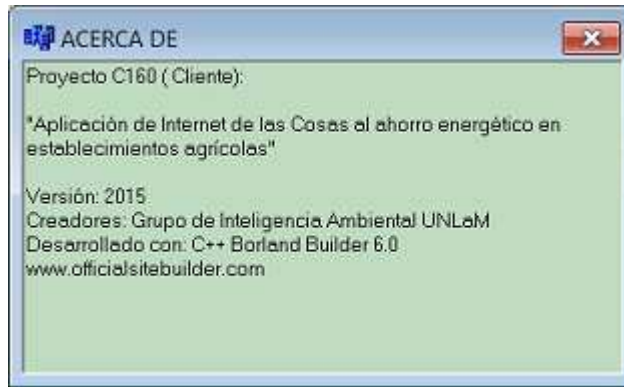 ACERCA DE
Proyecto C160 ( Cliente):
"Aplicación de Internet de las Cosas al ahorro energético en
establecimientos agrícolas"
Versión: 2015
Creadores: Grupo de Inteligencia Ambiental UNLaM
Desarrollado con: C++ Borland Builder 6.0
www.officialsitebuilder.com